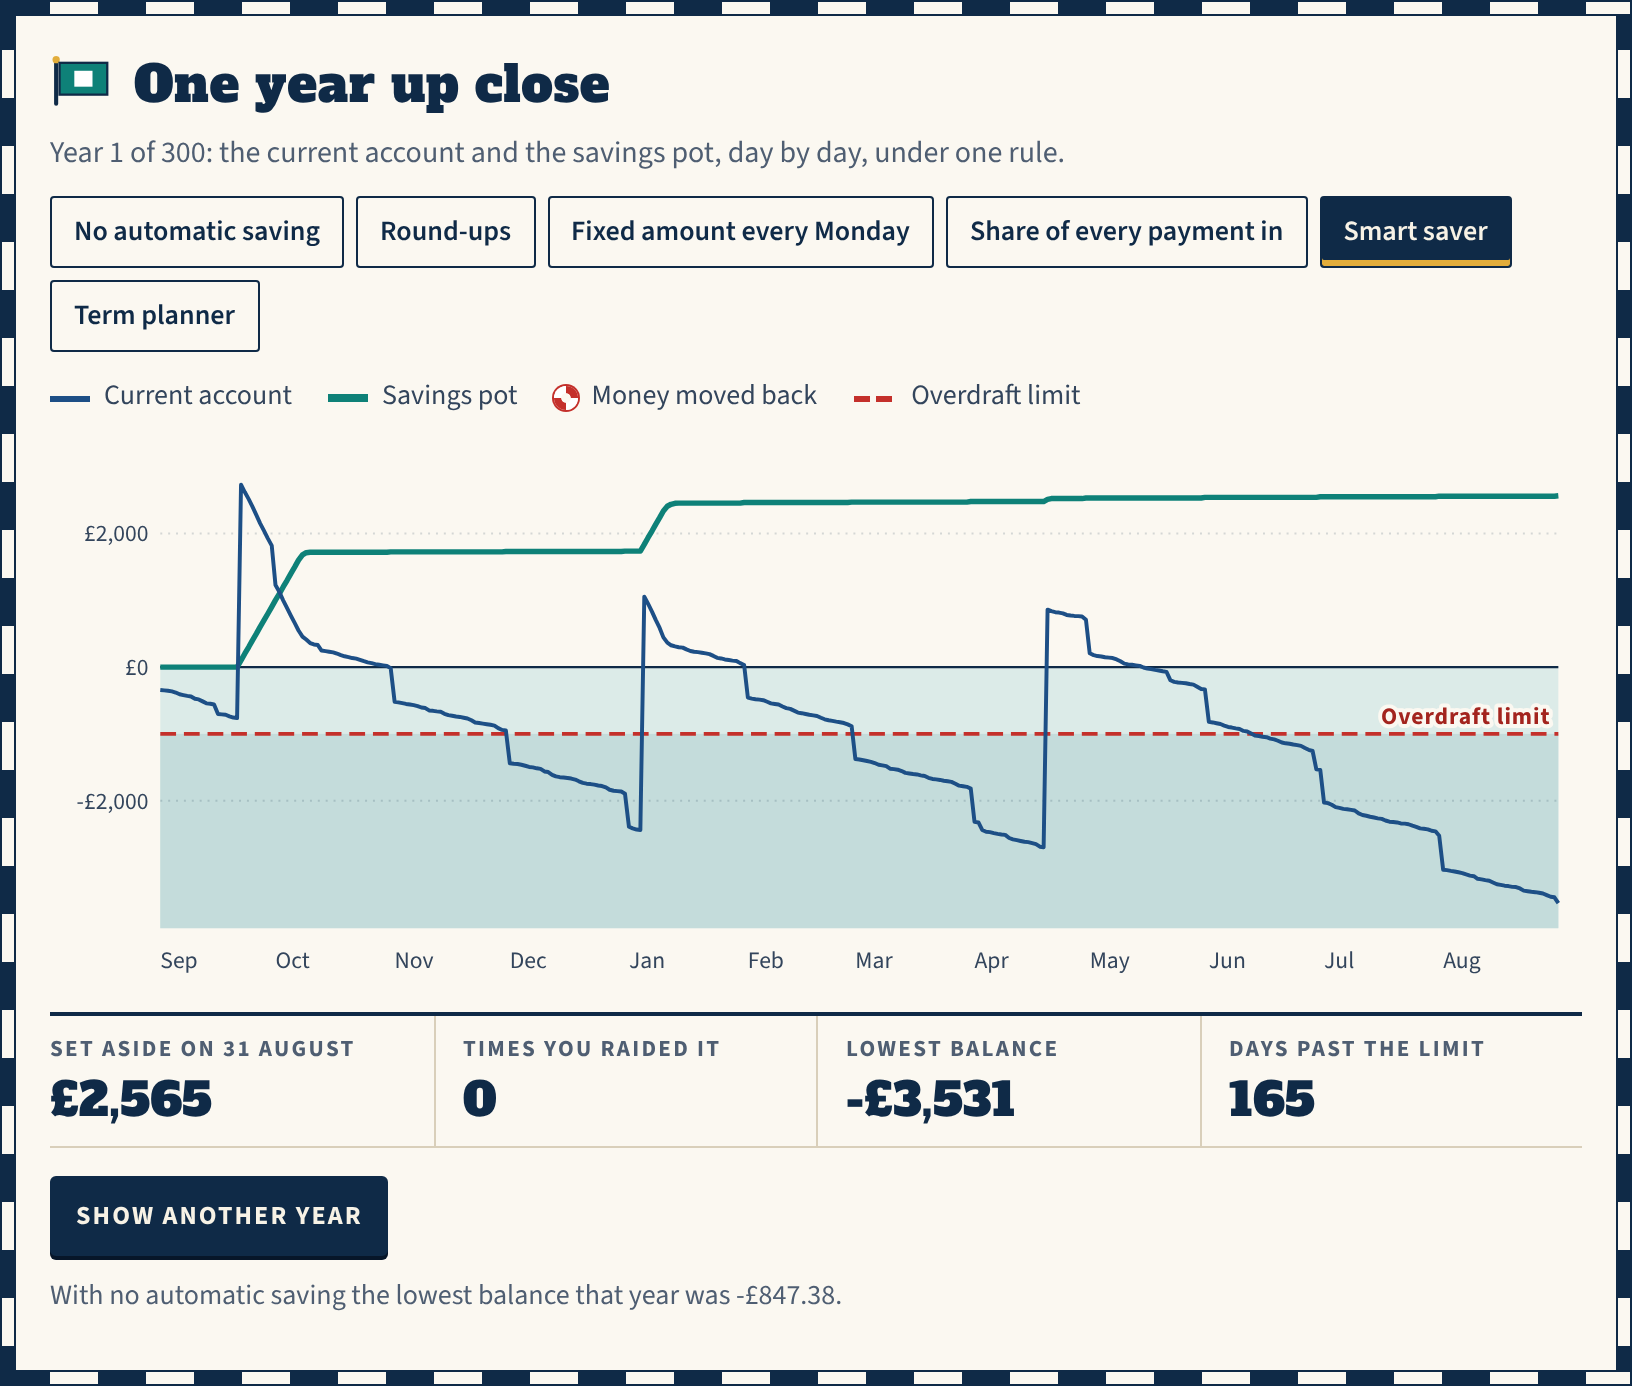 One year up close
Year 1 of 300: the current account and the savings pot, day by day, under one rule.
No automatic saving
Round-ups
Fixed amount every Monday
Share of every payment in
Smart saver
Term planner
Current account
Savings pot
Money moved back
Overdraft limit
£2,000
£0
Overdraft limit
-£2,000
Sep Oct Nov Dec Jan Feb Mar Apr May Jun Jul Aug
SET ASIDE ON 31 AUGUST
£2,565
TIMES YOU RAIDED IT
0
LOWEST BALANCE
-£3,531
DAYS PAST THE LIMIT
165
SHOW ANOTHER YEAR
With no automatic saving the lowest balance that year was -£847.38.